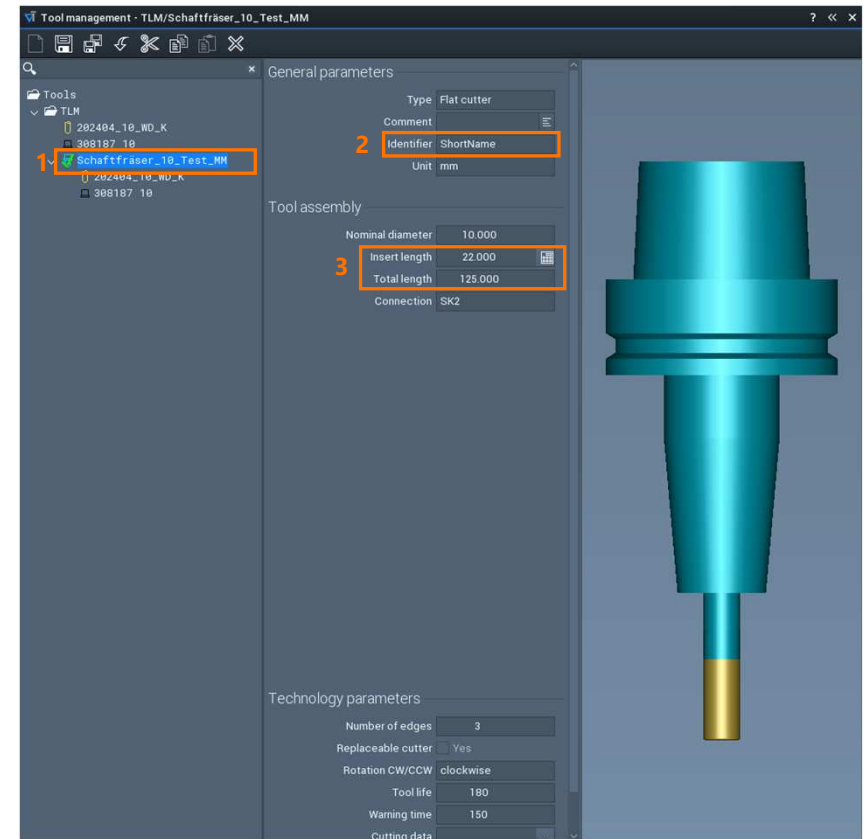 Tool management - TLM/Schaftfräser_10_Test_MM
General parameters
Tools
TLM
202404_10_WD_K
308187 10
1 Schaftfräser_10_Test_MM
202404_10_WD_K
308187 10
Type Flat cutter
Comment
2 Identifier ShortName
Unit mm
Tool assembly
Nominal diameter 10.000
3 Insert length 22.000
Total length 125.000
Connection SK2
Technology parameters
Number of edges 3
Replaceable cutter Yes
Rotation CW/CCW clockwise
Tool life 180
Warning time 150
Cutting data